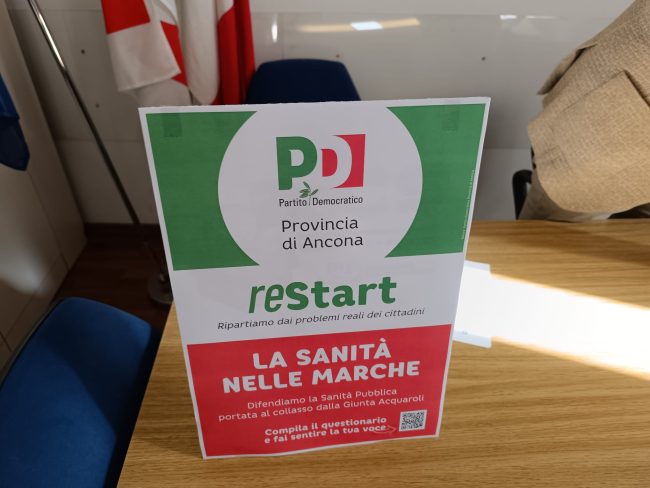 PD
Partito Democratico
Provincia
di Ancona
reStart
Ripartiamo dai problemi reali dei cittadini
LA SANITÀ
NELLE MARCHE
Difendiamo la Sanità Pubblica
portata al collasso dalla Giunta Acquaroli
Compila il questionario
e fai sentire la tua voce